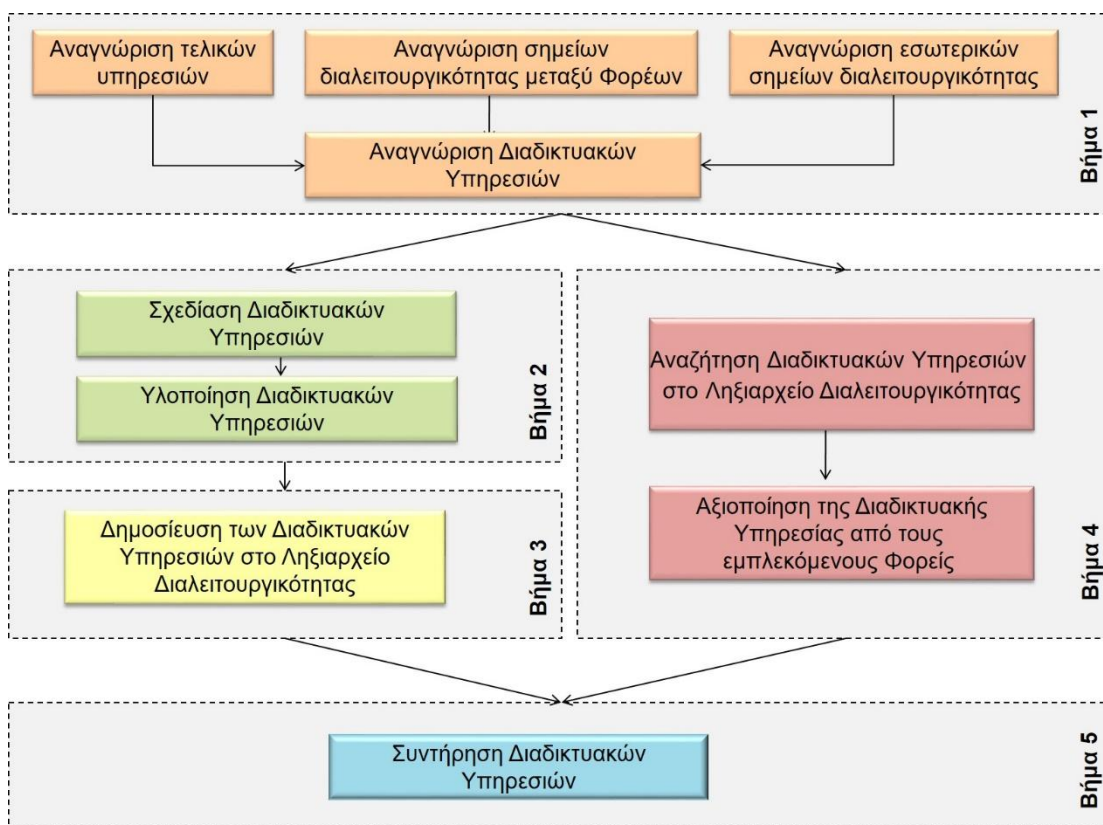 Αναγνώριση τελικών
υπηρεσιών
Αναγνώριση σημείων
διαλειτουργικότητας μεταξύ Φορέων
Αναγνώριση εσωτερικών
σημείων διαλειτουργικότητας
Αναγνώριση Διαδικτυακών
Υπηρεσιών
Βήμα 1
Σχεδίαση Διαδικτυακών
Υπηρεσιών
Υλοποίηση Διαδικτυακών
Υπηρεσιών
Βήμα 2
Δημοσίευση των Διαδικτυακών
Υπηρεσιών στο Ληξιαρχείο
Διαλειτουργικότητας
Βήμα 3
Αναζήτηση Διαδικτυακών Υπηρεσιών
στο Ληξιαρχείο Διαλειτουργικότητας
Αξιοποίηση της Διαδικτυακής
Υπηρεσίας από τους
εμπλεκόμενους Φορείς
Βήμα 4
Συντήρηση Διαδικτυακών
Υπηρεσιών
Βήμα 5